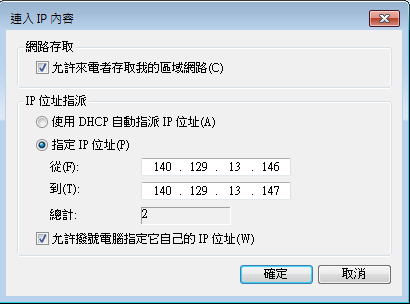 連入 IP 內容
網路存取
允許來電者存取我的區域網路(C)
IP 位址指派
使用 DHCP 自動指派 IP 位址(A)
指定 IP 位址(P)
從(F): 140 . 129 . 13 . 146
到(T): 140 . 129 . 13 . 147
總計: 2
允許撥號電腦指定它自己的 IP 位址(W)
確定 取消